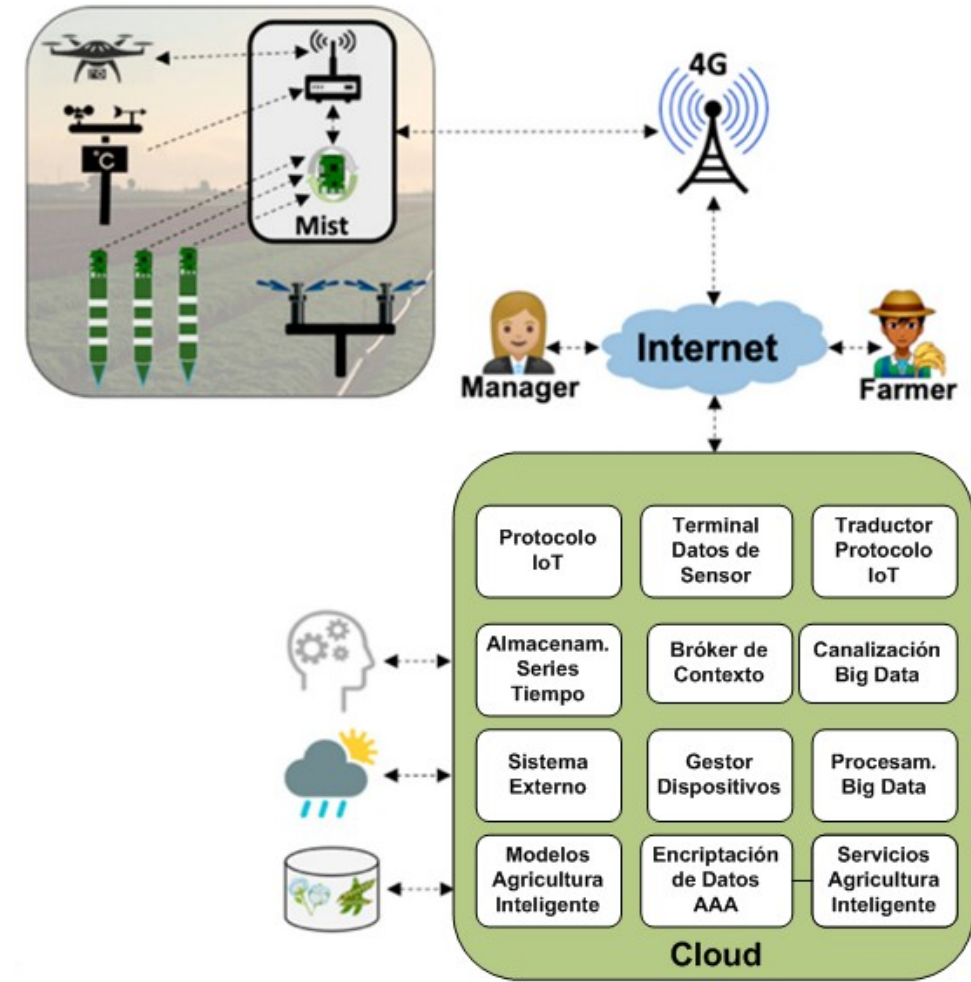 4G
°C
Mist
Internet
Manager
Farmer
Protocolo
IoT
Terminal
Datos de
Sensor
Traductor
Protocolo
IoT
Almacenam.
Series
Tiempo
Bróker de
Contexto
Canalización
Big Data
Sistema
Externo
Gestor
Dispositivos
Procesam.
Big Data
Modelos
Agricultura
Inteligente
Encriptación
de Datos
AAA
Servicios
Agricultura
Inteligente
Cloud